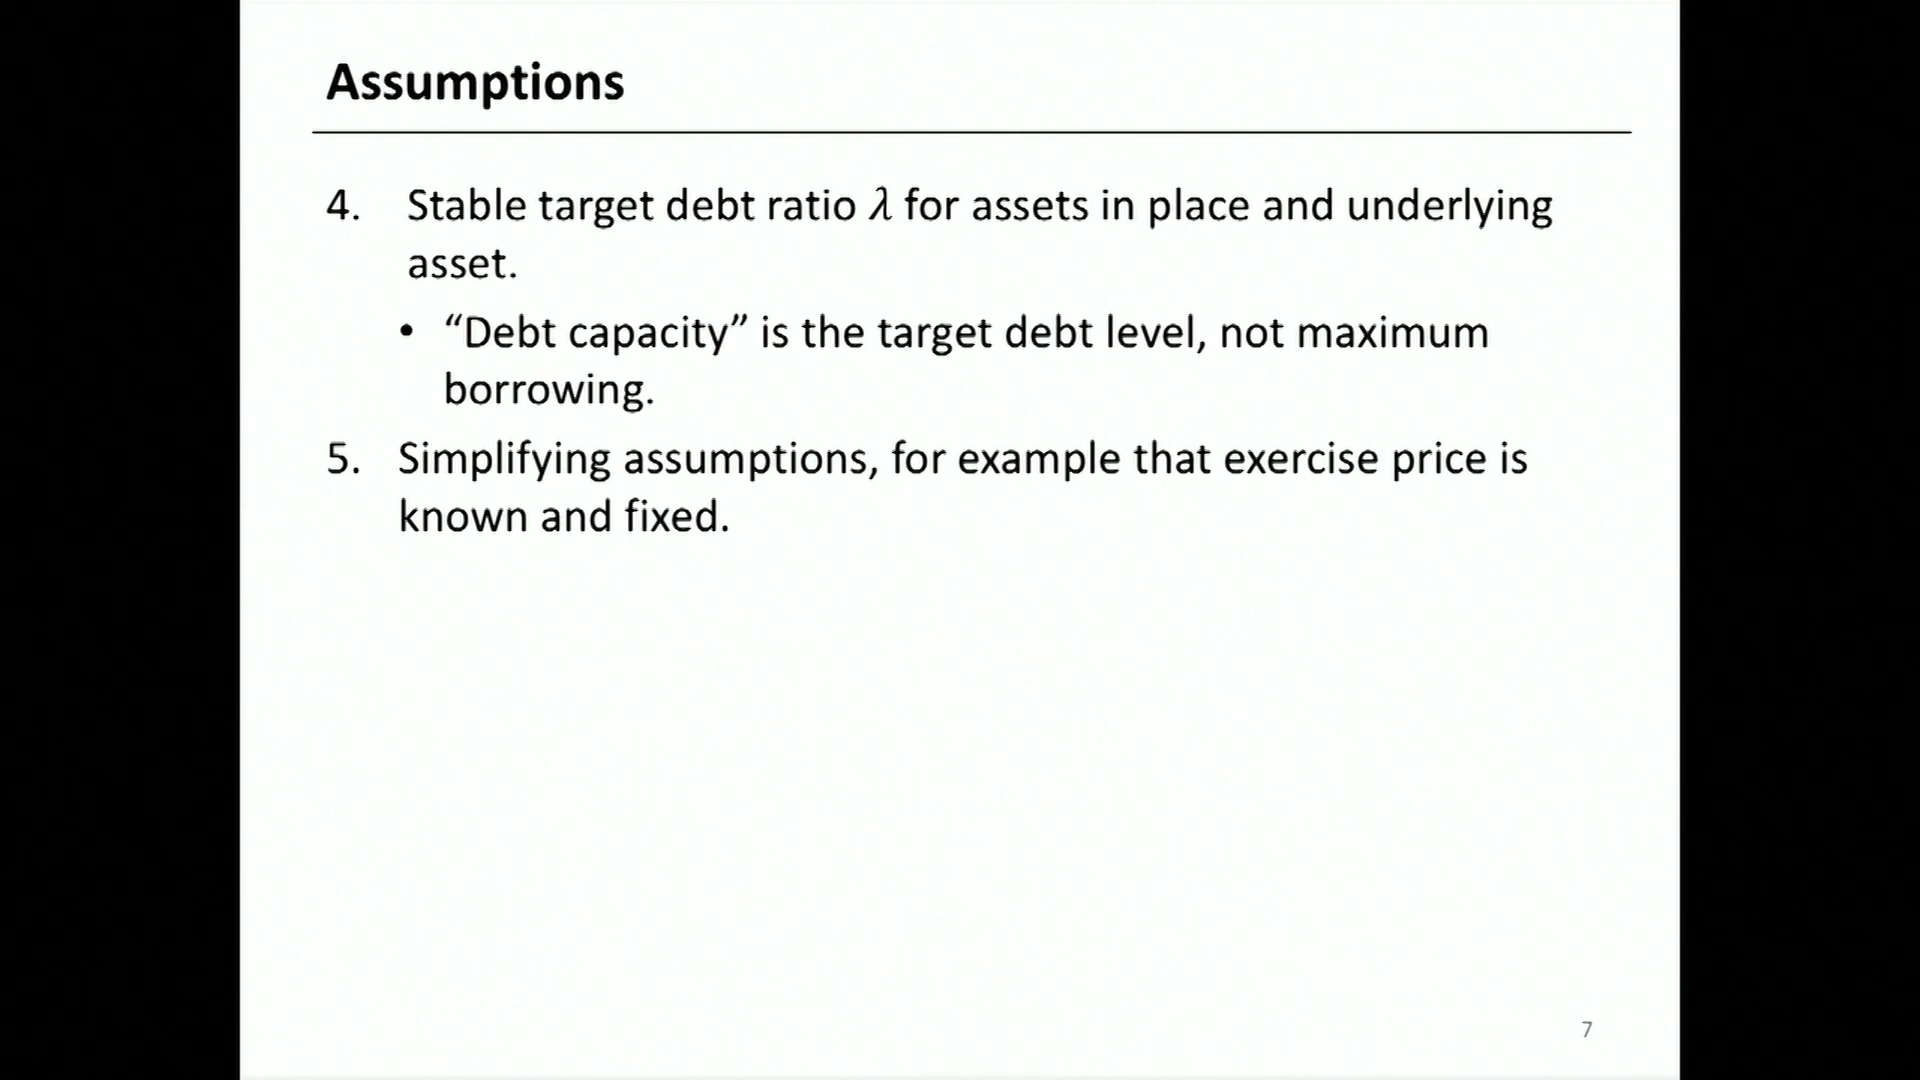 Assumptions
4. Stable target debt ratio λ for assets in place and underlying
asset.
• “Debt capacity” is the target debt level, not maximum
borrowing.
5. Simplifying assumptions, for example that exercise price is
known and fixed.
7